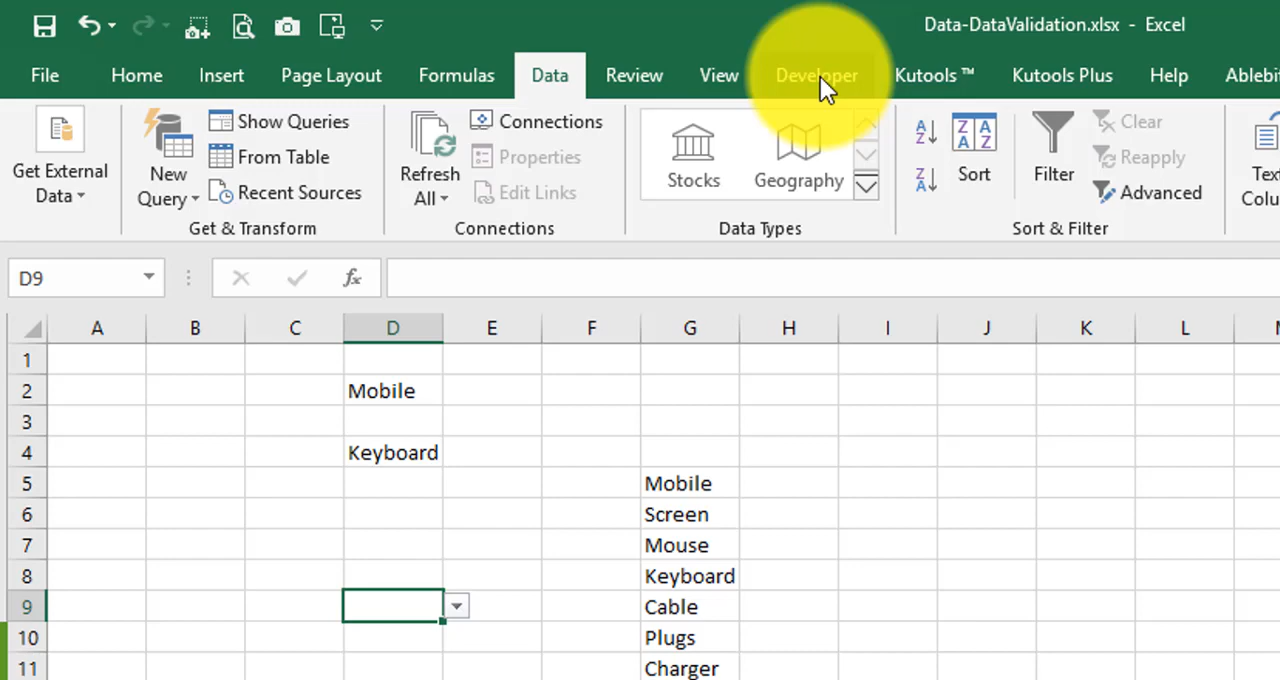 Data-DataValidation.xlsx - Excel
File Home Insert Page Layout Formulas Data Review View Developer Kutools ™ Kutools Plus Help
Get External Data
New Query
Show Queries
From Table
Recent Sources
Get & Transform
Refresh All
Connections
Properties
Edit Links
Connections
Stocks
Geography
Data Types
Sort
Filter
Clear
Reapply
Advanced
Sort & Filter
D9 fx
A B C D E F G H I J K L
1
2 Mobile
3
4 Keyboard
5 Mobile
6 Screen
7 Mouse
8 Keyboard
9 Cable
10 Plugs
11 Charger